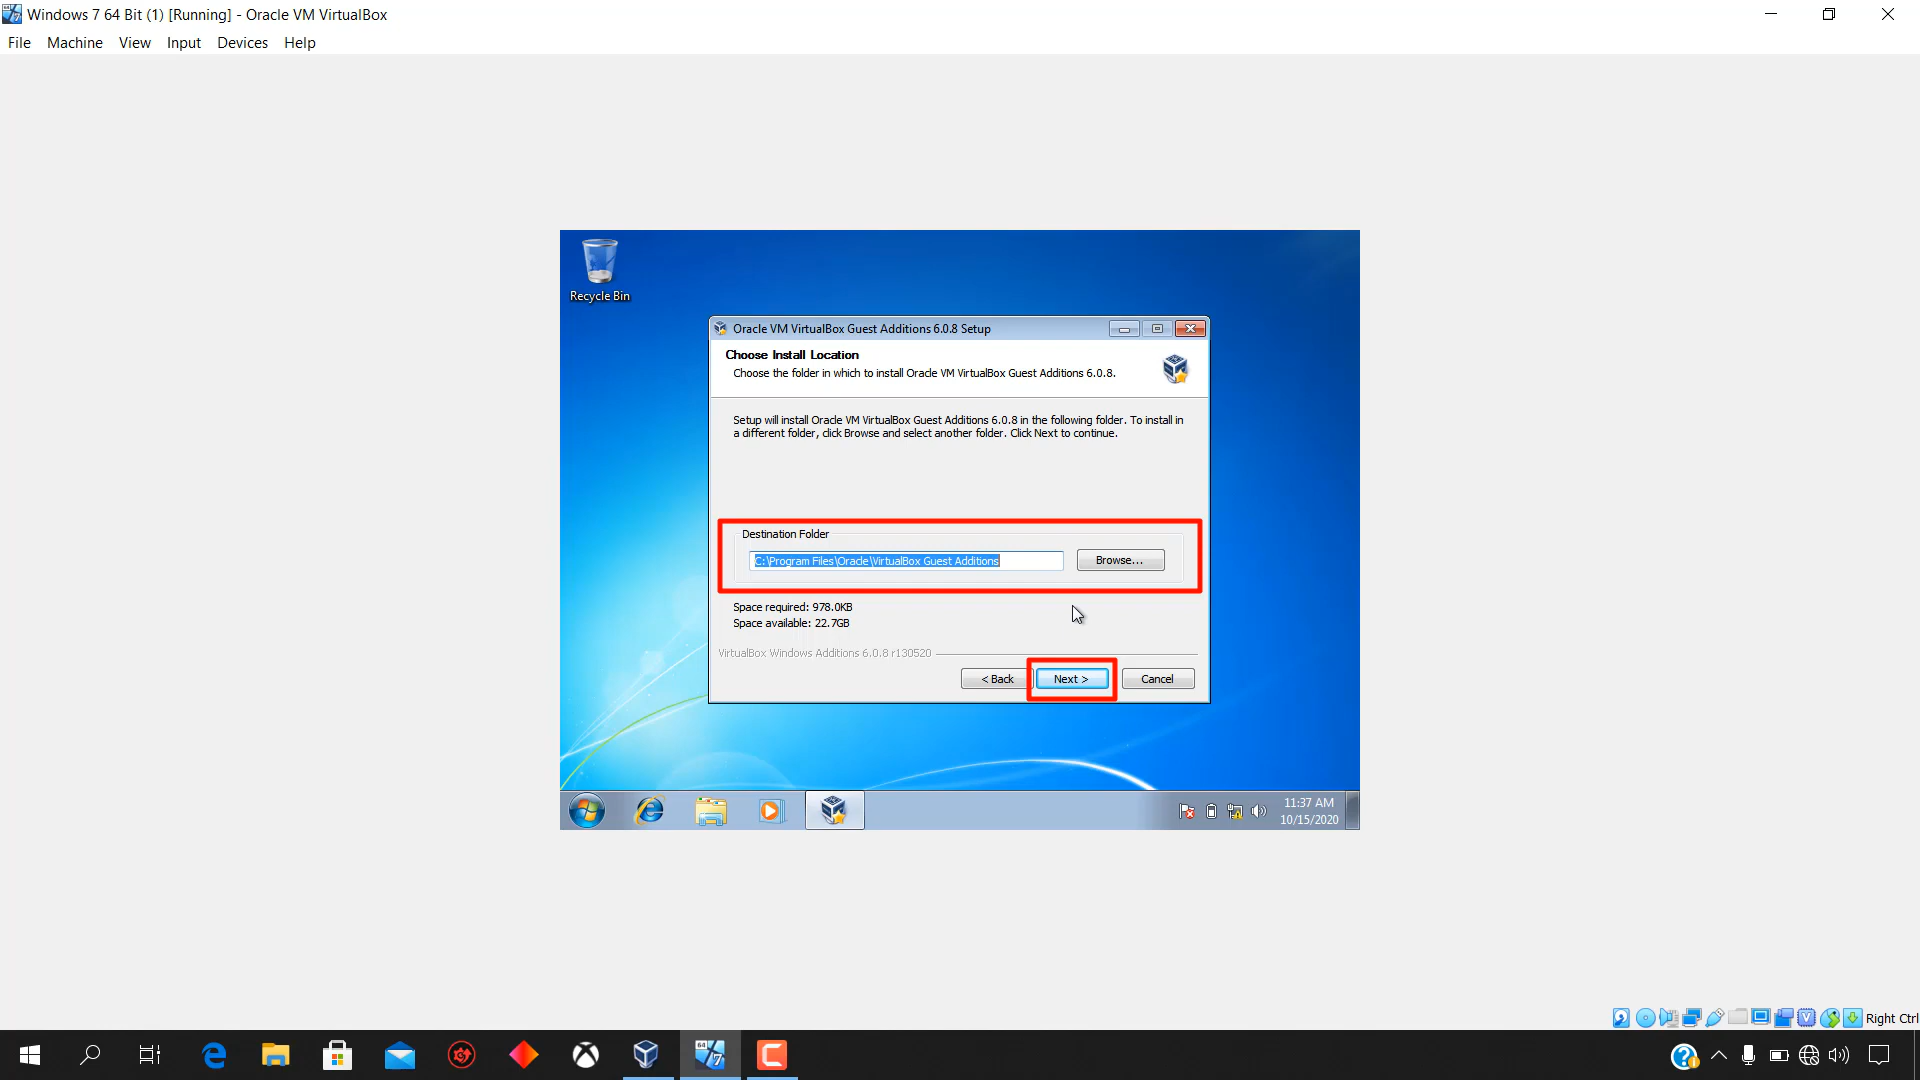 Windows 7 64 Bit (1) [Running] - Oracle VM VirtualBox
File Machine View Input Devices Help
Recycle Bin
Oracle VM VirtualBox Guest Additions 6.0.8 Setup
Choose Install Location
Choose the folder in which to install Oracle VM VirtualBox Guest Additions 6.0.8.
Setup will install Oracle VM VirtualBox Guest Additions 6.0.8 in the following folder. To install in
a different folder, click Browse and select another folder. Click Next to continue.
Destination Folder
C:\Program Files\Oracle\VirtualBox Guest Additions
Browse...
Space required: 978.0KB
Space available: 22.7GB
VirtualBox Windows Additions 6.0.8 r130520
< Back Next > Cancel
11:37 AM
10/15/2020
Right Ctrl